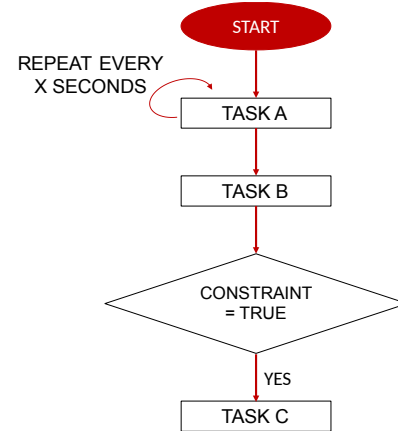 START
REPEAT EVERY
X SECONDS
TASK A
TASK B
CONSTRAINT
= TRUE
YES
TASK C